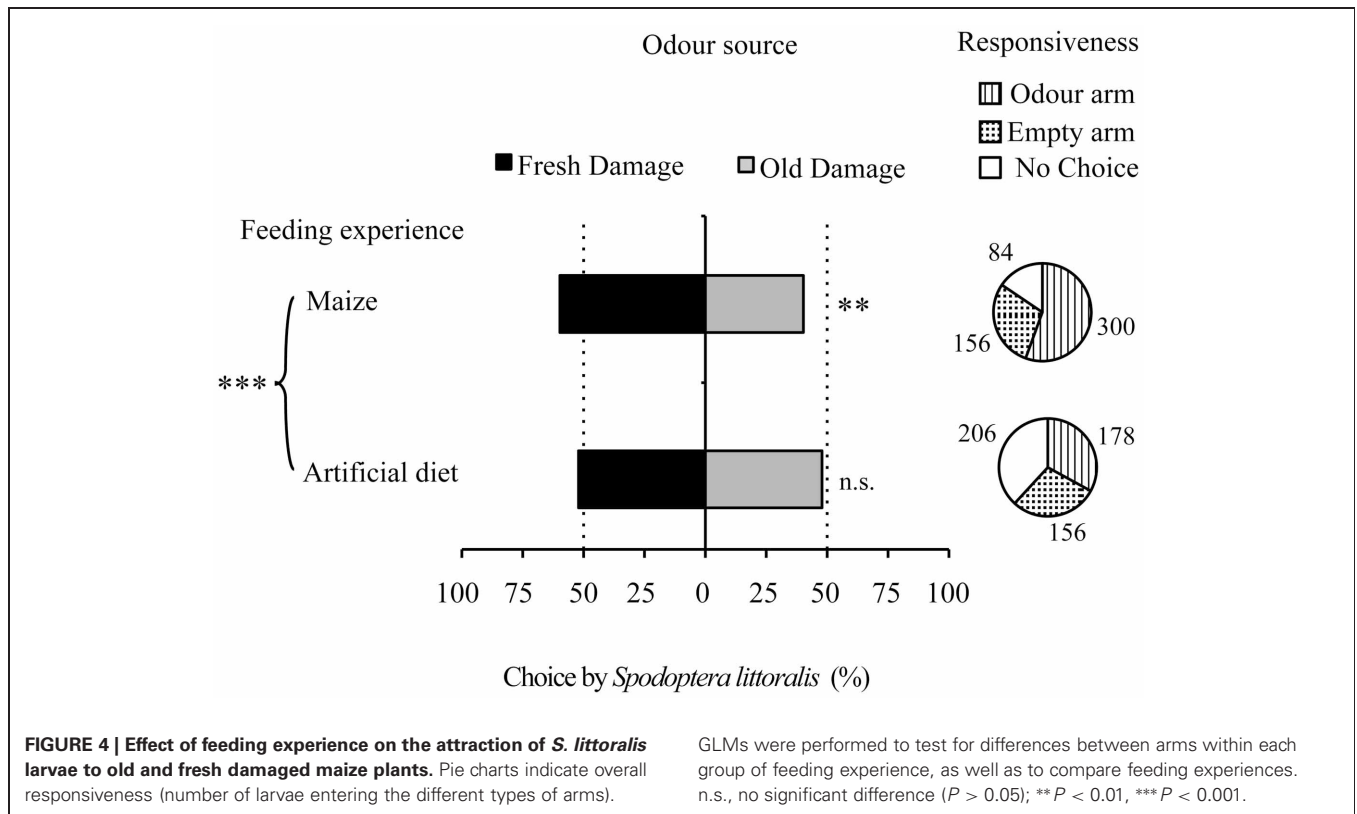 Odour source
Responsiveness
Odour arm
Empty arm
No Choice
Fresh Damage
Old Damage
Feeding experience
Maize
**
84
156
300
***
Artificial diet
n.s.
206
178
156
100 75 50 25 0 25 50 75 100
Choice by Spodoptera littoralis (%)
FIGURE 4 | Effect of feeding experience on the attraction of S. littoralis
larvae to old and fresh damaged maize plants. Pie charts indicate overall
responsiveness (number of larvae entering the different types of arms).
GLMs were performed to test for differences between arms within each
group of feeding experience, as well as to compare feeding experiences.
n.s., no significant difference (P > 0.05); **P < 0.01, ***P < 0.001.